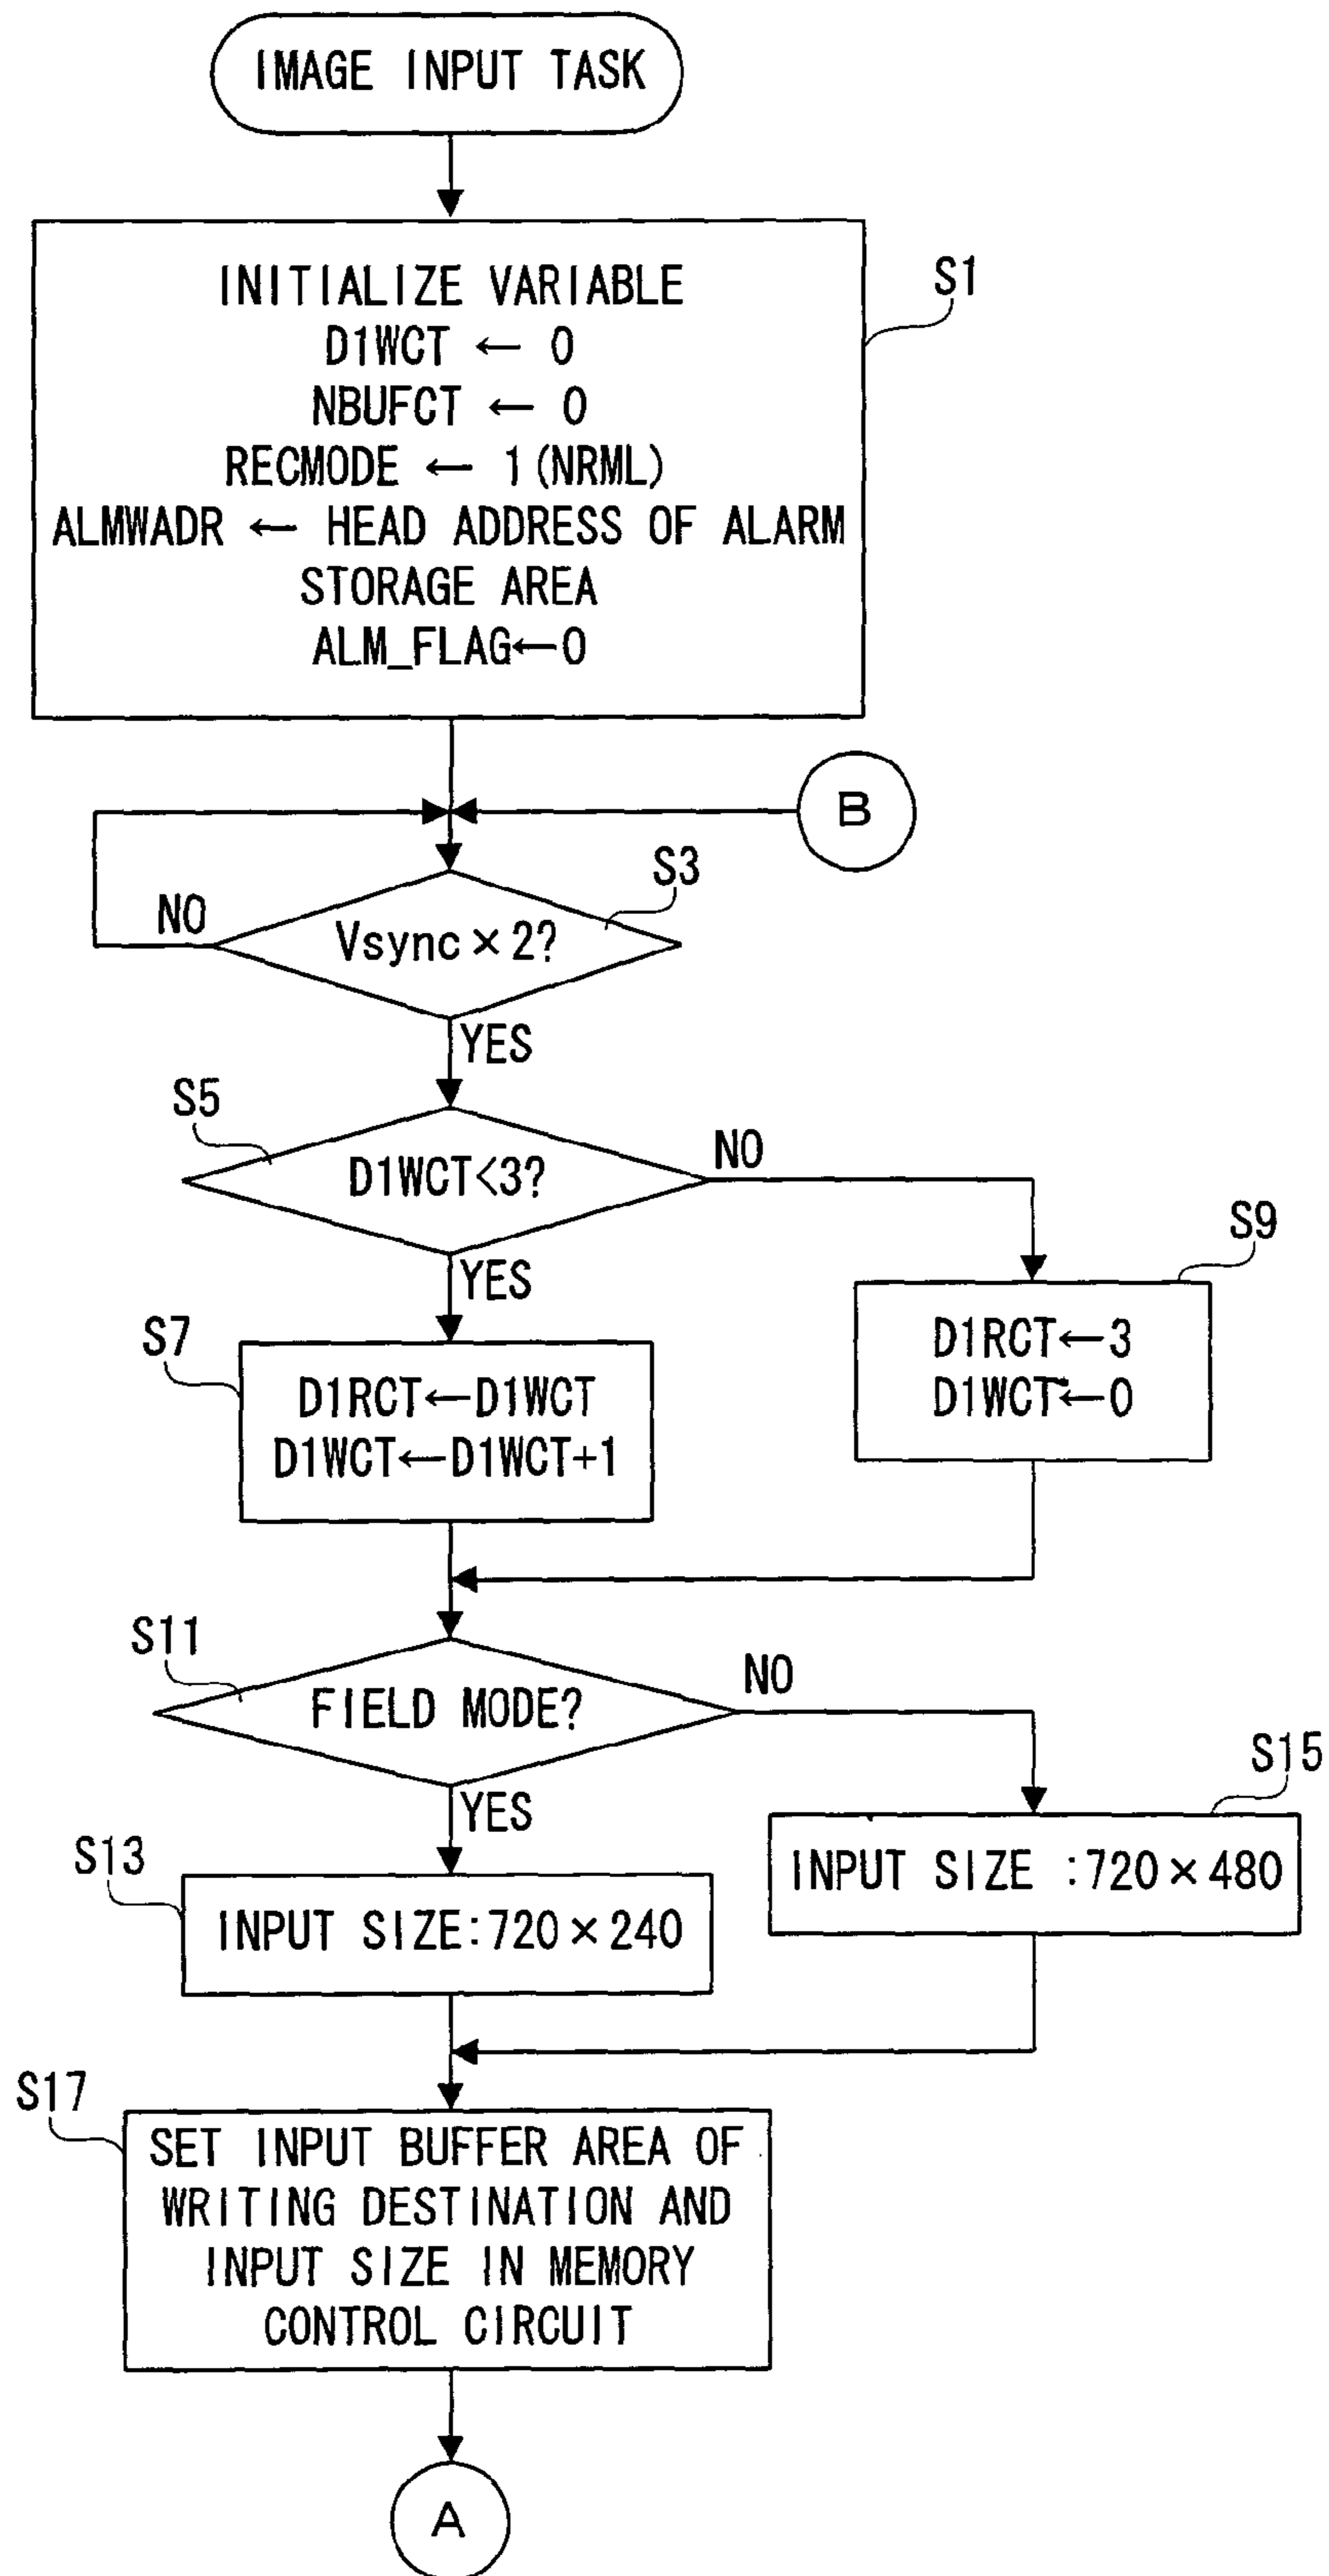 IMAGE INPUT TASK
INITIALIZE VARIABLE
D1WCT ← 0
NBUFCT ← 0
RECMODE ← 1(NRML)
ALMWADR ← HEAD ADDRESS OF ALARM
STORAGE AREA
ALM_FLAG←0
S1
B
S3
NO
Vsync×2?
YES
S5
D1WCT<3?
NO
YES
S9
D1RCT←3
D1WCT←0
S7
D1RCT←D1WCT
D1WCT←D1WCT+1
S11
FIELD MODE?
NO
YES
S15
INPUT SIZE :720×480
S13
INPUT SIZE:720×240
S17
SET INPUT BUFFER AREA OF
WRITING DESTINATION AND
INPUT SIZE IN MEMORY
CONTROL CIRCUIT
A